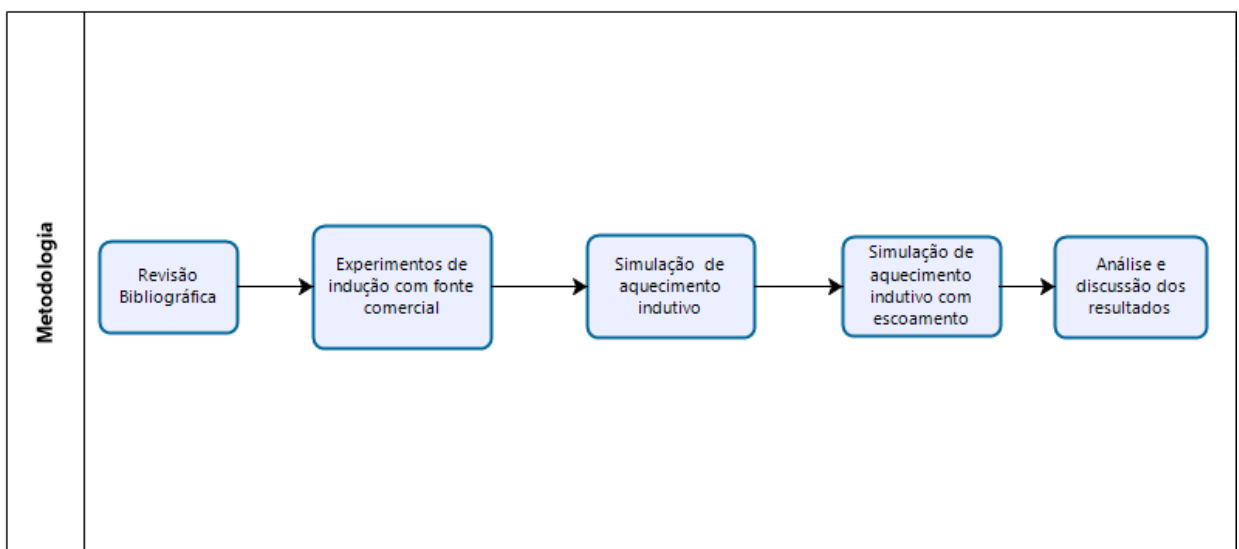 Metodologia
Revisão
Bibliográfica
Experimentos de
indução com fonte
comercial
Simulação de
aquecimento
indutivo
Simulação de
aquecimento
indutivo com
escoamento
Análise e
discussão dos
resultados